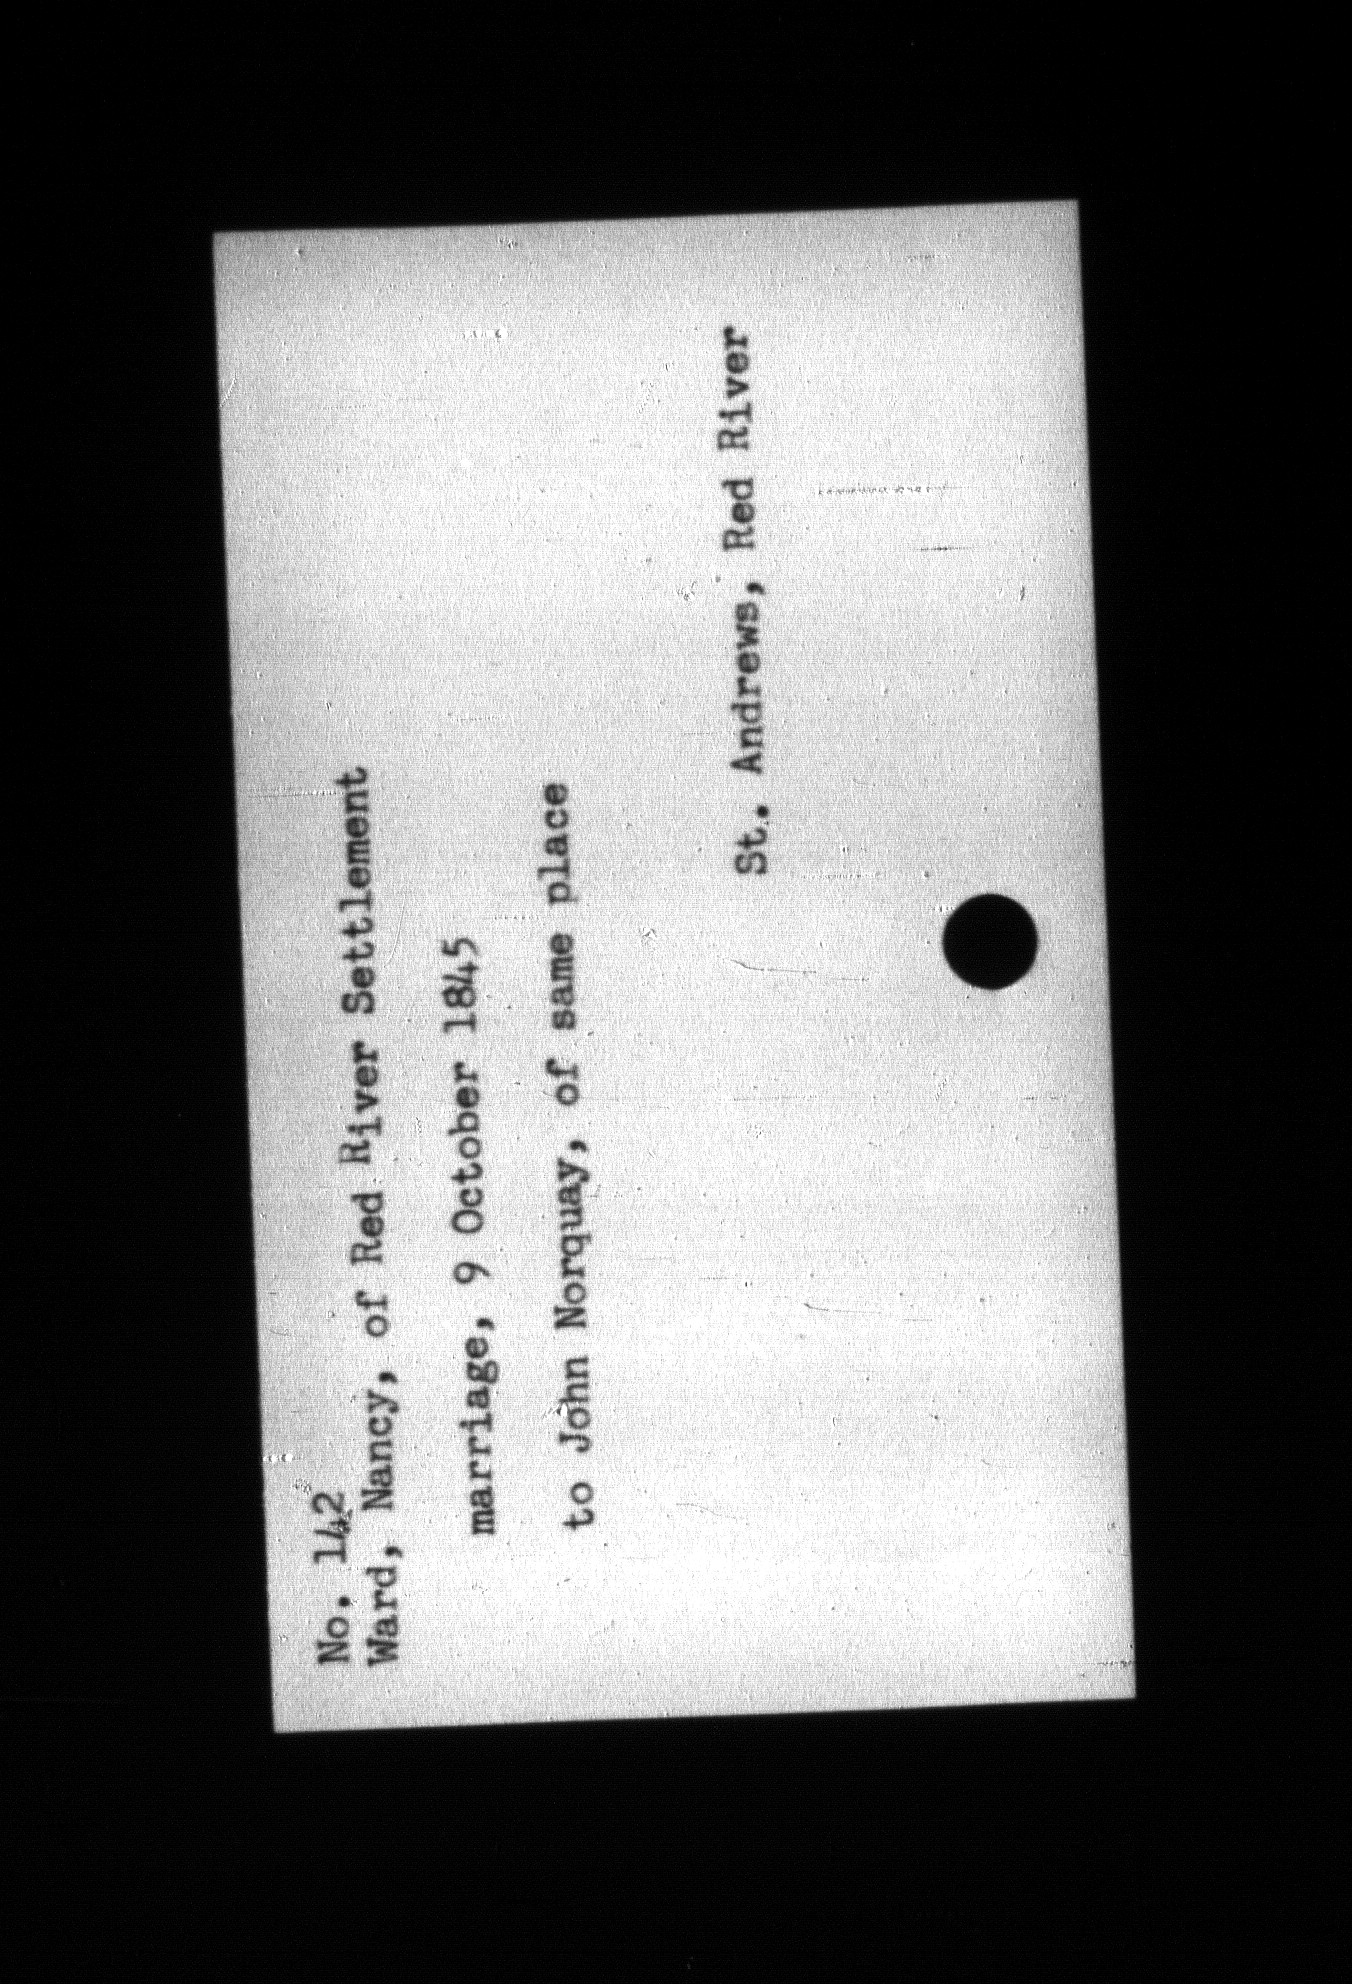 No. 142
Ward, Nancy, of Red River Settlement
marriage, 9 October 1845
to John Norquay, of same place
St. Andrews, Red River